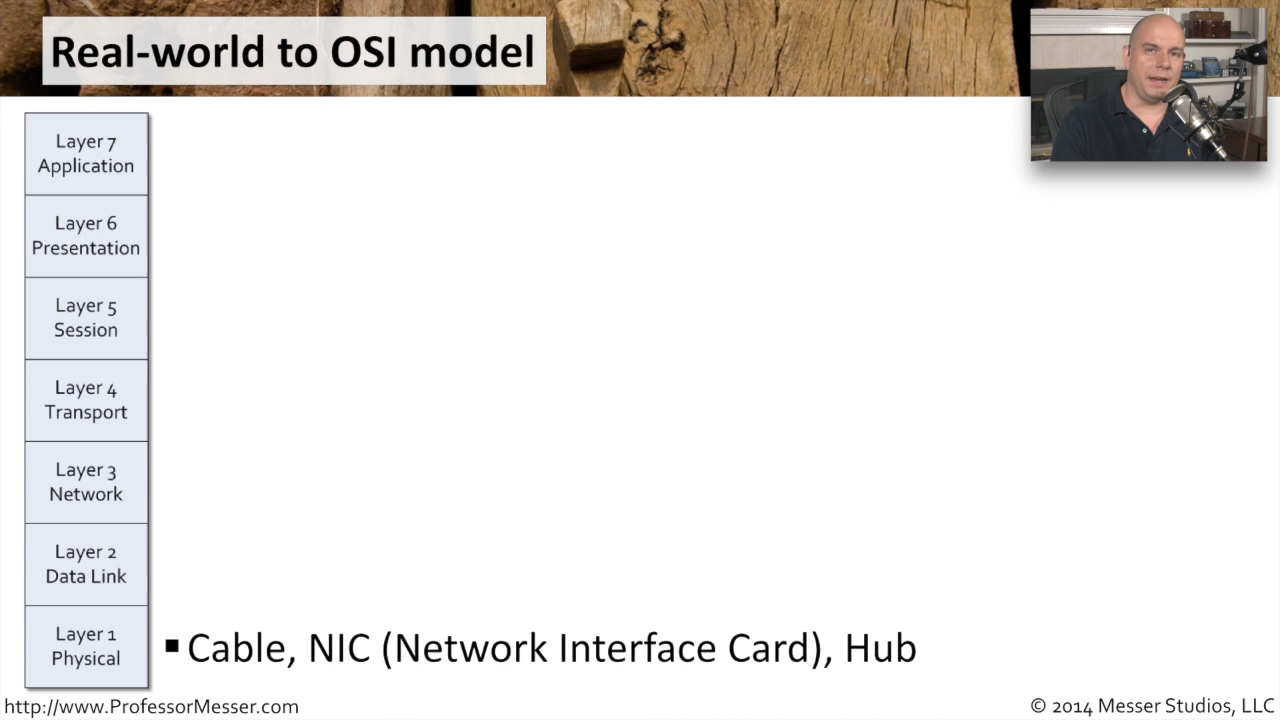 Real-world to OSI model
Layer 7
Application
Layer 6
Presentation
Layer 5
Session
Layer 4
Transport
Layer 3
Network
Layer 2
Data Link
Layer 1
Physical
▪ Cable, NIC (Network Interface Card), Hub
http://www.ProfessorMesser.com
© 2014 Messer Studios, LLC